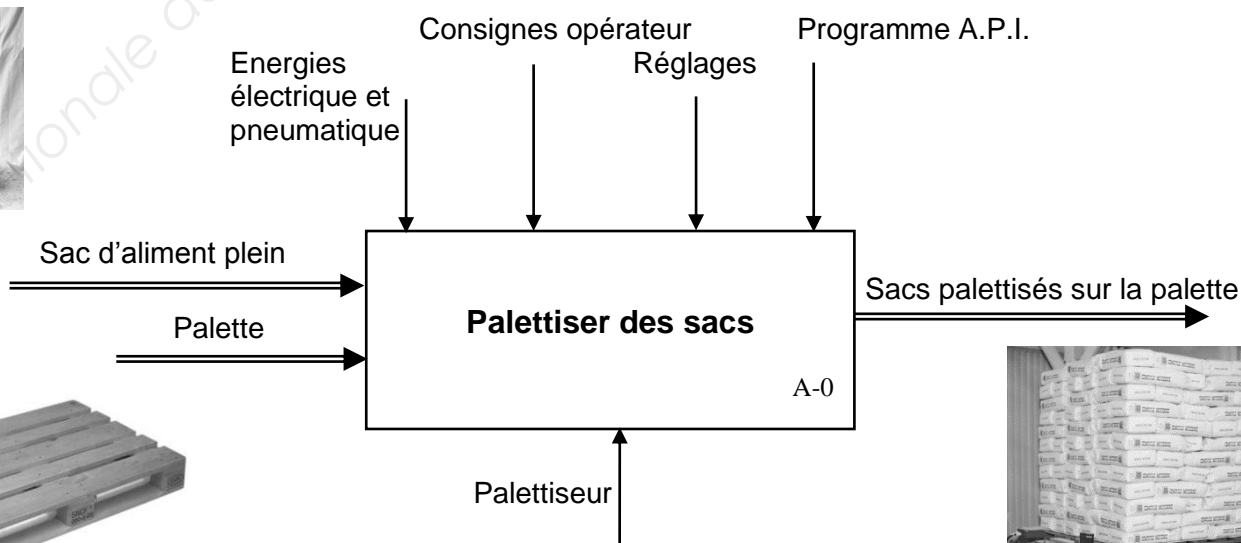 Consignes opérateur
Programme A.P.I.
Energies
électrique et
pneumatique
Réglages
Sac d'aliment plein
Palette
Palettiser des sacs
A-0
Sacs palettisés sur la palette
Palettiseur